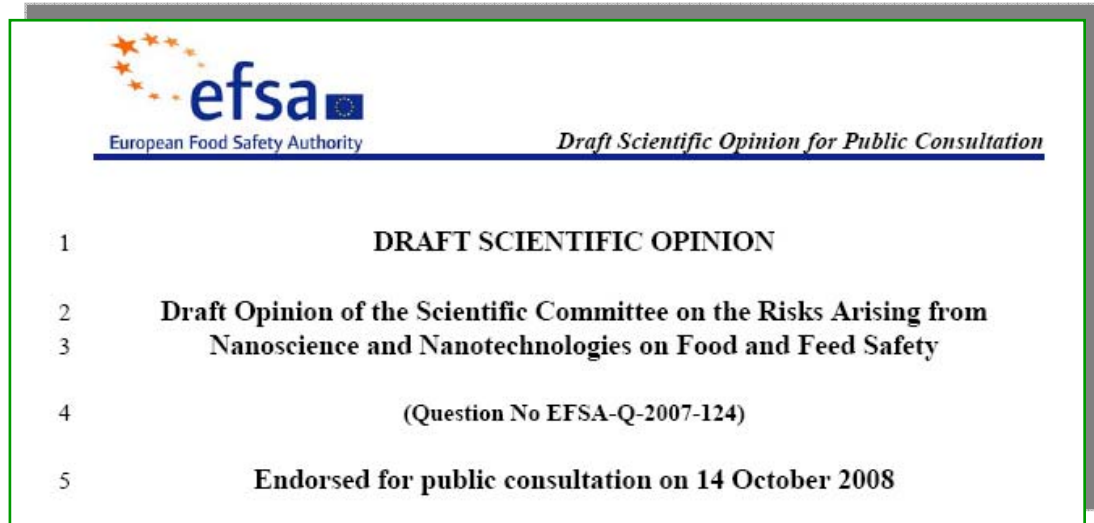 efsa
European Food Safety Authority
Draft Scientific Opinion for Public Consultation
1 DRAFT SCIENTIFIC OPINION
2 Draft Opinion of the Scientific Committee on the Risks Arising from
3 Nanoscience and Nanotechnologies on Food and Feed Safety
4 (Question No EFSA-Q-2007-124)
5 Endorsed for public consultation on 14 October 2008